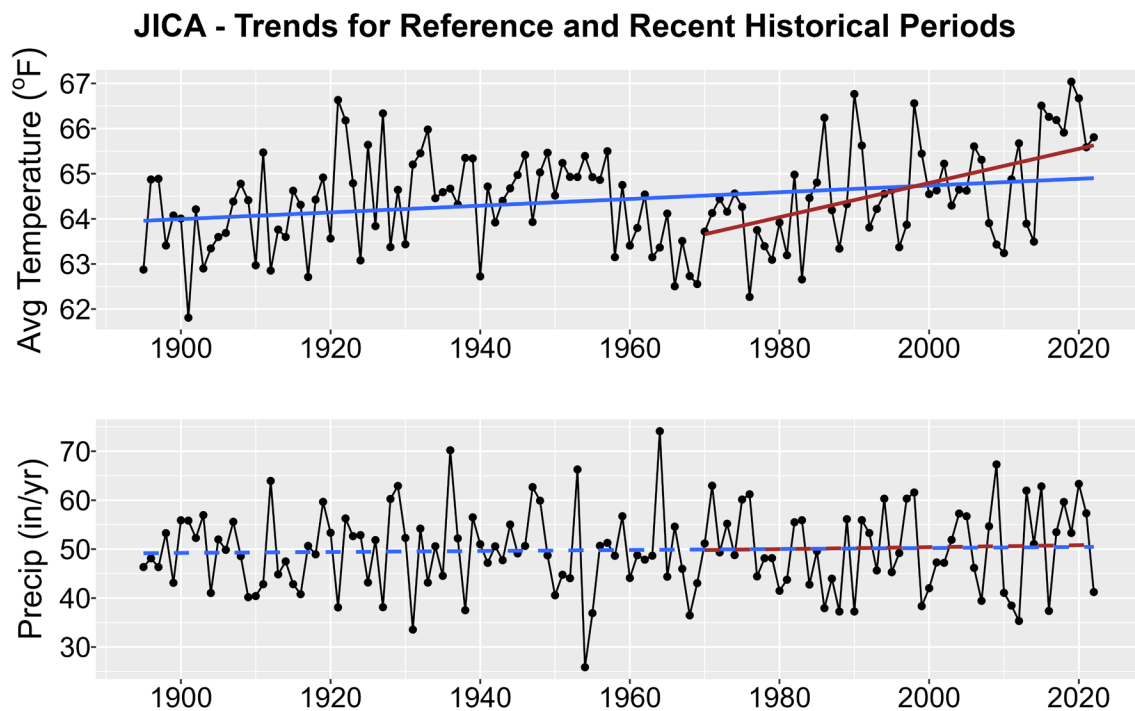 JICA - Trends for Reference and Recent Historical Periods
Avg Temperature (ºF)
67
66
65
64
63
62
1900 1920 1940 1960 1980 2000 2020
Precip (in/yr)
70
60
50
40
30
1900 1920 1940 1960 1980 2000 2020